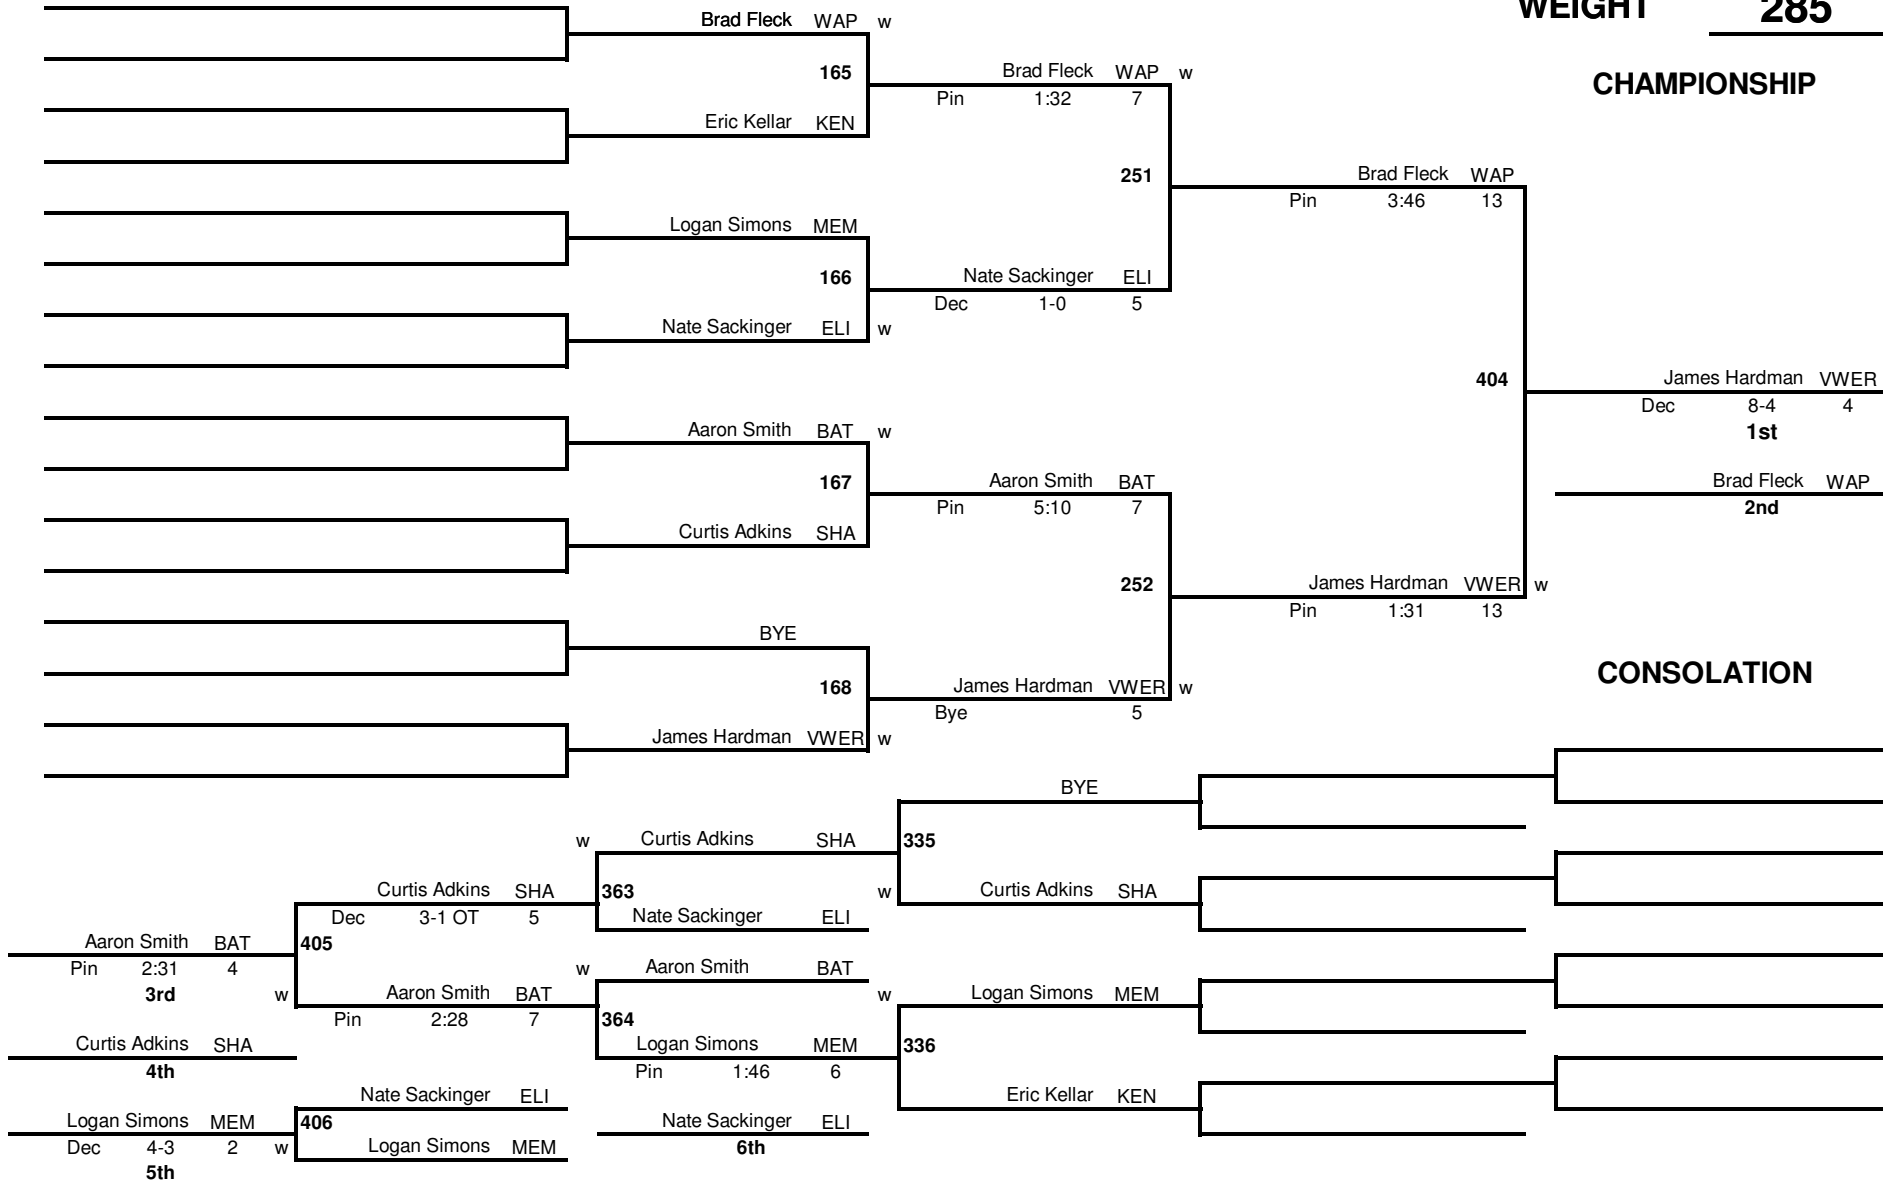 WEIGHT 285
Brad Fleck WAP w
165
Brad Fleck WAP w
Pin 1:32 7
CHAMPIONSHIP
Eric Kellar KEN
251
Brad Fleck WAP
Pin 3:46 13
Logan Simons MEM
166
Nate Sackinger ELI
Dec 1-0 5
Nate Sackinger ELI w
404
James Hardman VWER
Dec 8-4 4
1st
Aaron Smith BAT w
167
Aaron Smith BAT
Pin 5:10 7
Brad Fleck WAP
2nd
Curtis Adkins SHA
252
James Hardman VWER w
Pin 1:31 13
BYE
168
James Hardman VWER w
Bye 5
CONSOLATION
James Hardman VWER w
BYE
w Curtis Adkins SHA
335
Curtis Adkins SHA
Dec 3-1 OT 5
363
w Curtis Adkins SHA
Nate Sackinger ELI
Aaron Smith BAT
405
Pin 2:31 4
3rd w
w Aaron Smith BAT
Aaron Smith BAT
Pin 2:28 7
364
w Logan Simons MEM
Logan Simons MEM
336
Pin 1:46 6
Curtis Adkins SHA
4th
Nate Sackinger ELI
Eric Kellar KEN
Logan Simons MEM
406
Nate Sackinger ELI
Dec 4-3 2 w
Logan Simons MEM
6th
5th